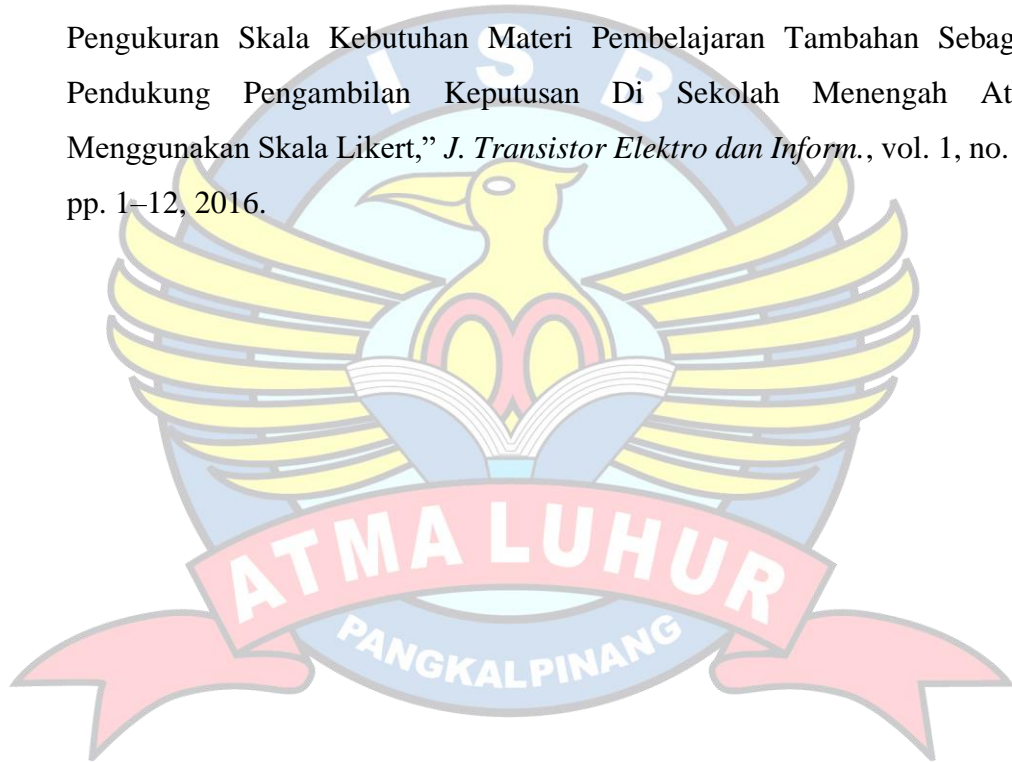 Pengukuran Skala Kebutuhan Materi Pembelajaran Tambahan Sebag
Pendukung Pengambilan Keputusan Di Sekolah Menengah At
Menggunakan Skala Likert,” J. Transistor Elektro dan Inform., vol. 1, no.
pp. 1–12, 2016.
I S B
ATMA LUHUR
PANGKALPINANG